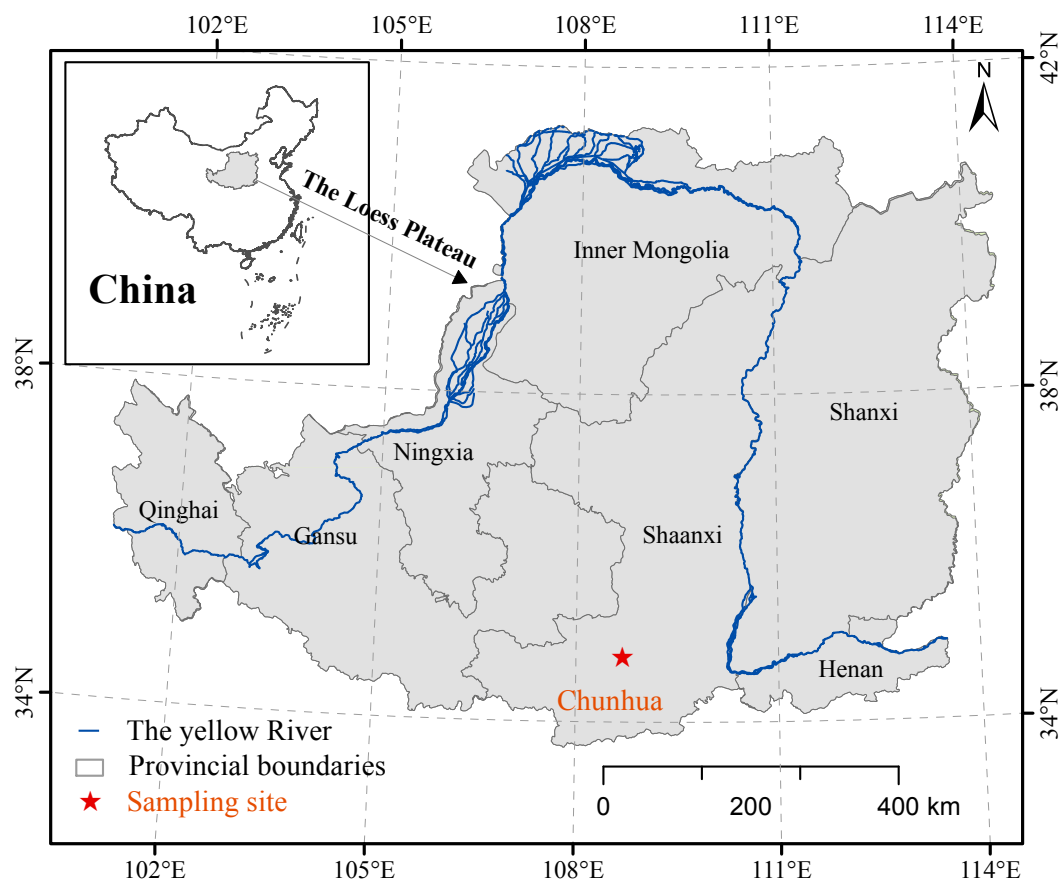 102°E 105°E 108°E 111°E 114°E
42°N
N
The Loess Plateau
China
Inner Mongolia
38°N
38°N
Shanxi
Ningxia
Qinghai
Gansu
Shaanxi
Henan
34°N
Chunhua
34°N
The yellow River
Provincial boundaries
Sampling site
0 200 400 km
102°E 105°E 108°E 111°E 114°E